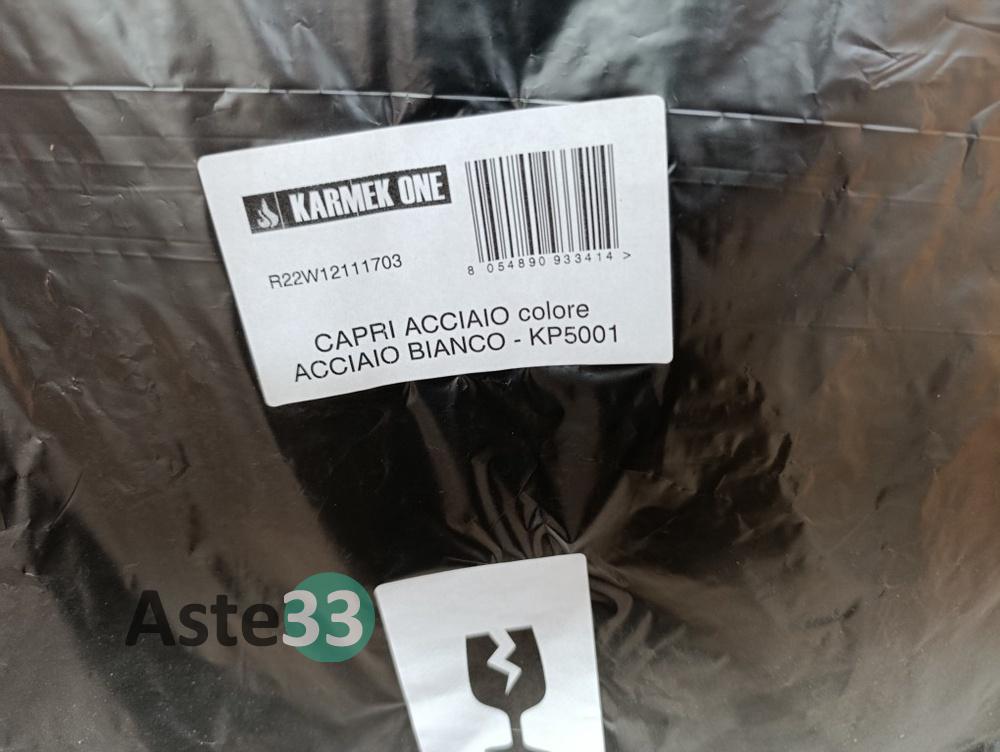 KARMEK ONE
8 054890 933414 >
R22W12111703
CAPRI ACCIAIO colore
ACCIAIO BIANCO - KP5001
Aste33